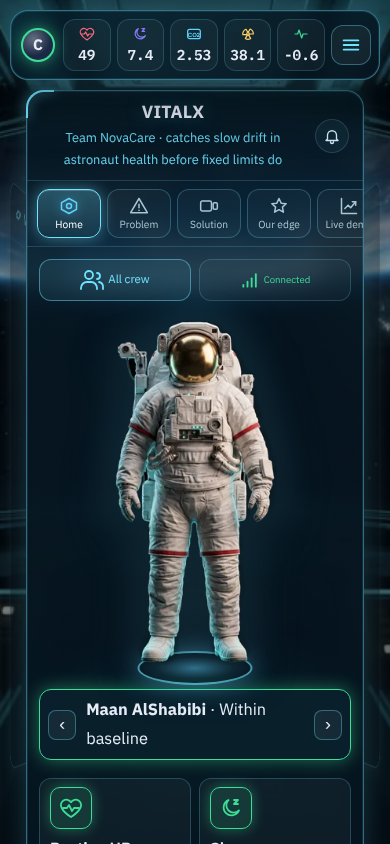 C
49
7.4
CO2
2.53
38.1
-0.6
VITALX
Team NovaCare · catches slow drift in
astronaut health before fixed limits do
Home
Problem
Solution
Our edge
Live dem
All crew
Connected
Maan AlShabibi · Within
baseline